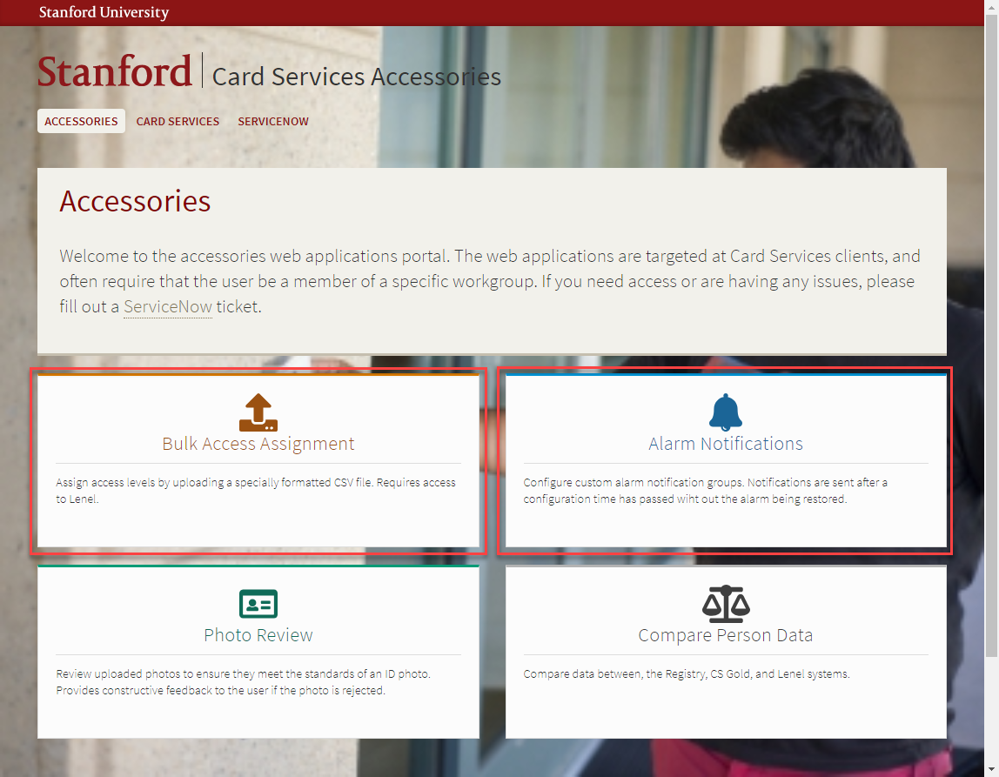 Stanford University
Stanford | Card Services Accessories
ACCESSORIES CARD SERVICES SERVICENOW
Accessories
Welcome to the accessories web applications portal. The web applications are targeted at Card Services clients, and
often require that the user be a member of a specific workgroup. If you need access or are having any issues, please
fill out a ServiceNow ticket.
Bulk Access Assignment
Assign access levels by uploading a specially formatted CSV file. Requires access
to Lenel.
Alarm Notifications
Configure custom alarm notification groups. Notifications are sent after a
configuration time has passed wiht out the alarm being restored.
Photo Review
Review uploaded photos to ensure they meet the standards of an ID photo.
Provides constructive feedback to the user if the photo is rejected.
Compare Person Data
Compare data between, the Registry, CS Gold, and Lenel systems.